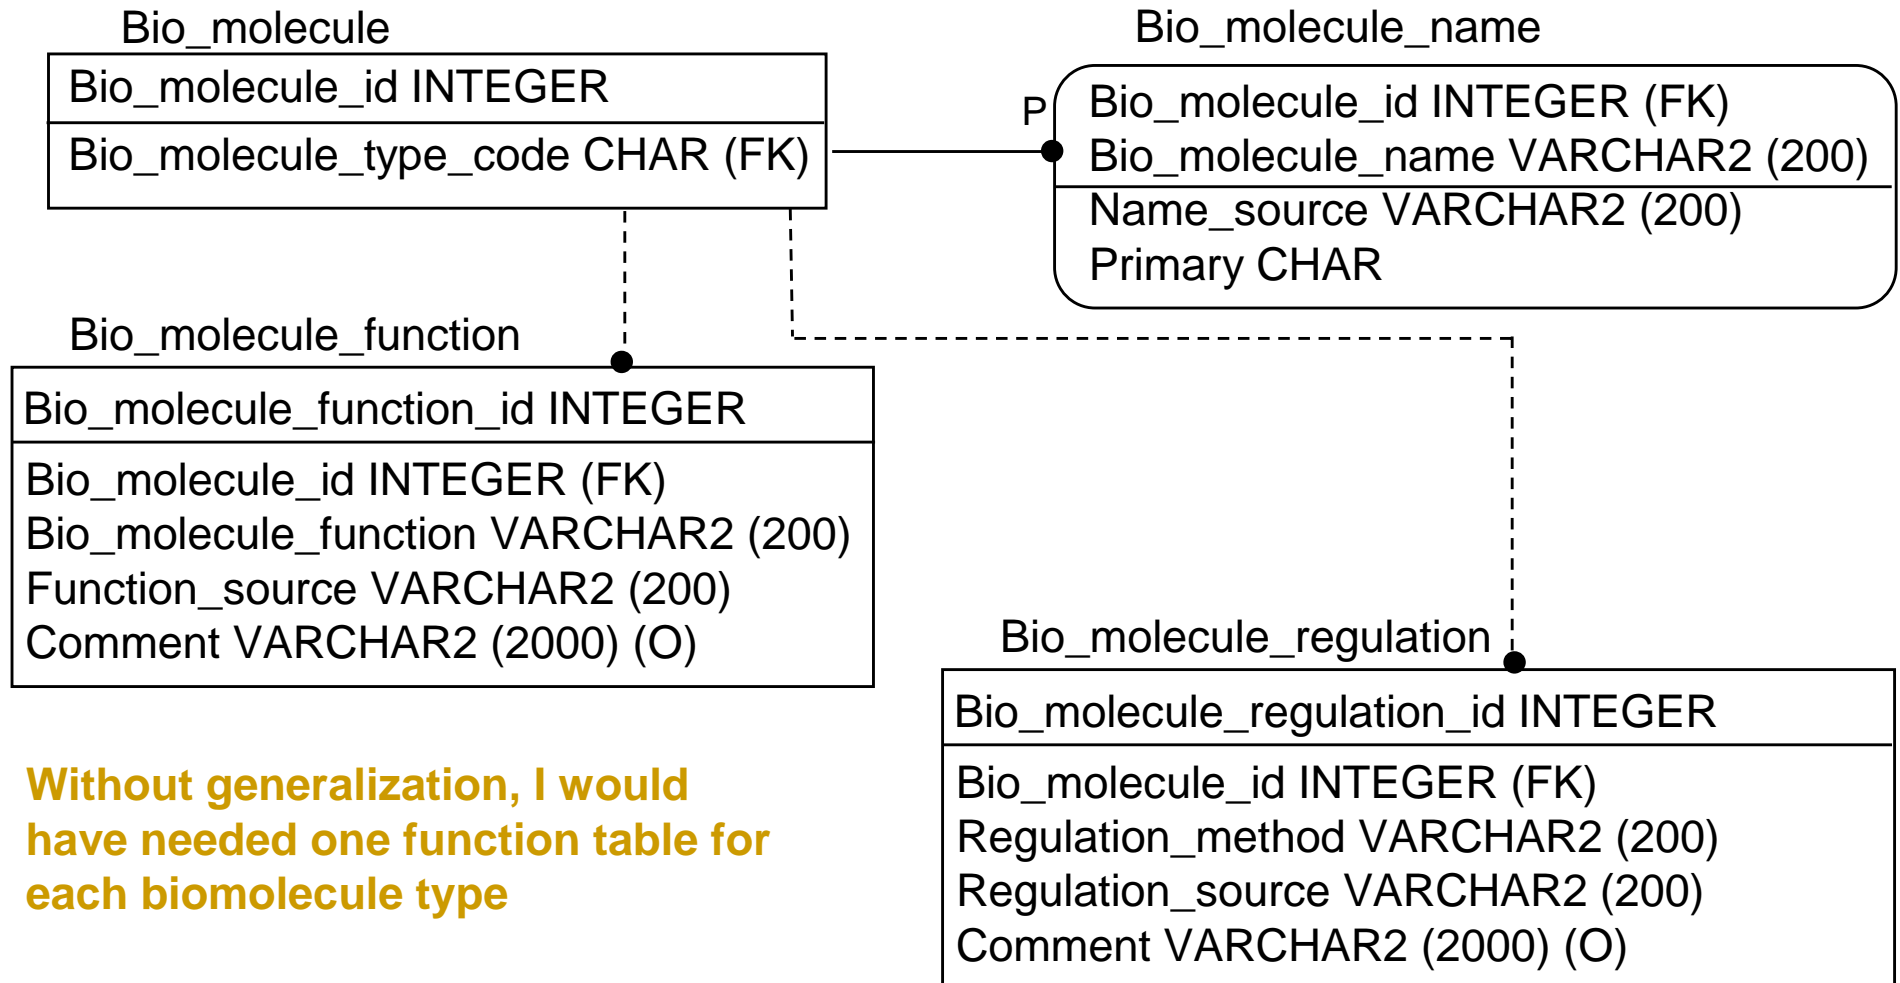 Bio_molecule
Bio_molecule_id INTEGER
Bio_molecule_type_code CHAR (FK)
Bio_molecule_name
P
Bio_molecule_id INTEGER (FK)
Bio_molecule_name VARCHAR2 (200)
Name_source VARCHAR2 (200)
Primary CHAR
Bio_molecule_function
Bio_molecule_function_id INTEGER
Bio_molecule_id INTEGER (FK)
Bio_molecule_function VARCHAR2 (200)
Function_source VARCHAR2 (200)
Comment VARCHAR2 (2000) (O)
Bio_molecule_regulation
Bio_molecule_regulation_id INTEGER
Bio_molecule_id INTEGER (FK)
Regulation_method VARCHAR2 (200)
Regulation_source VARCHAR2 (200)
Comment VARCHAR2 (2000) (O)
Without generalization, I would
have needed one function table for
each biomolecule type